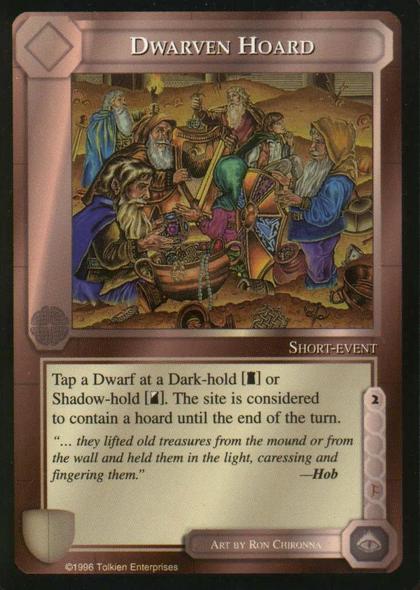 DWARVEN HOARD
SHORT-EVENT
Tap a Dwarf at a Dark-hold [] or
Shadow-hold []. The site is considered
to contain a hoard until the end of the turn.
“... they lifted old treasures from the mound or from
the wall and held them in the light, caressing and
fingering them.” —Hob
2
F
ART BY RON CHIRONNA
©1996 Tolkien Enterprises